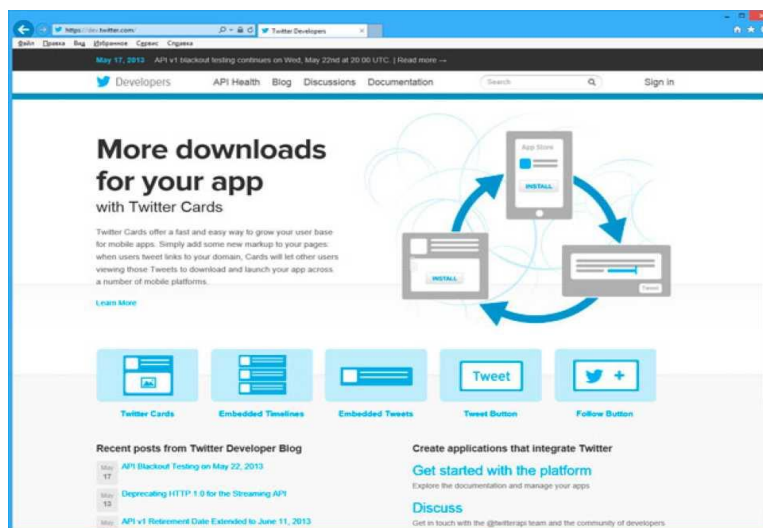 https://dev.twitter.com/
Twitter Developers
Файл Правка Вид Избранное Сервис Справка
May 17, 2013 API v1 blackout testing continues on Wed, May 22nd at 20:00 UTC. | Read more →
Developers API Health Blog Discussions Documentation Search Sign in
More downloads
for your app
with Twitter Cards
Twitter Cards offer a fast and easy way to grow your user base
for mobile apps. Simply add some new markup to your pages:
when users tweet links to your domain, Cards will let other users
viewing those Tweets to download and launch your app across
a number of mobile platforms.
Learn More
App Store
INSTALL
INSTALL
Tweet
Tweet
Twitter Cards Embedded Timelines Embedded Tweets Tweet Button Follow Button
Recent posts from Twitter Developer Blog
May
17
API Blackout Testing on May 22, 2013
May
13
Deprecating HTTP 1.0 for the Streaming API
May
API v1 Retirement Date Extended to June 11, 2013
Create applications that integrate Twitter
Get started with the platform
Explore the documentation and manage your apps
Discuss
Get in touch with the @twitterapi team and the community of developers